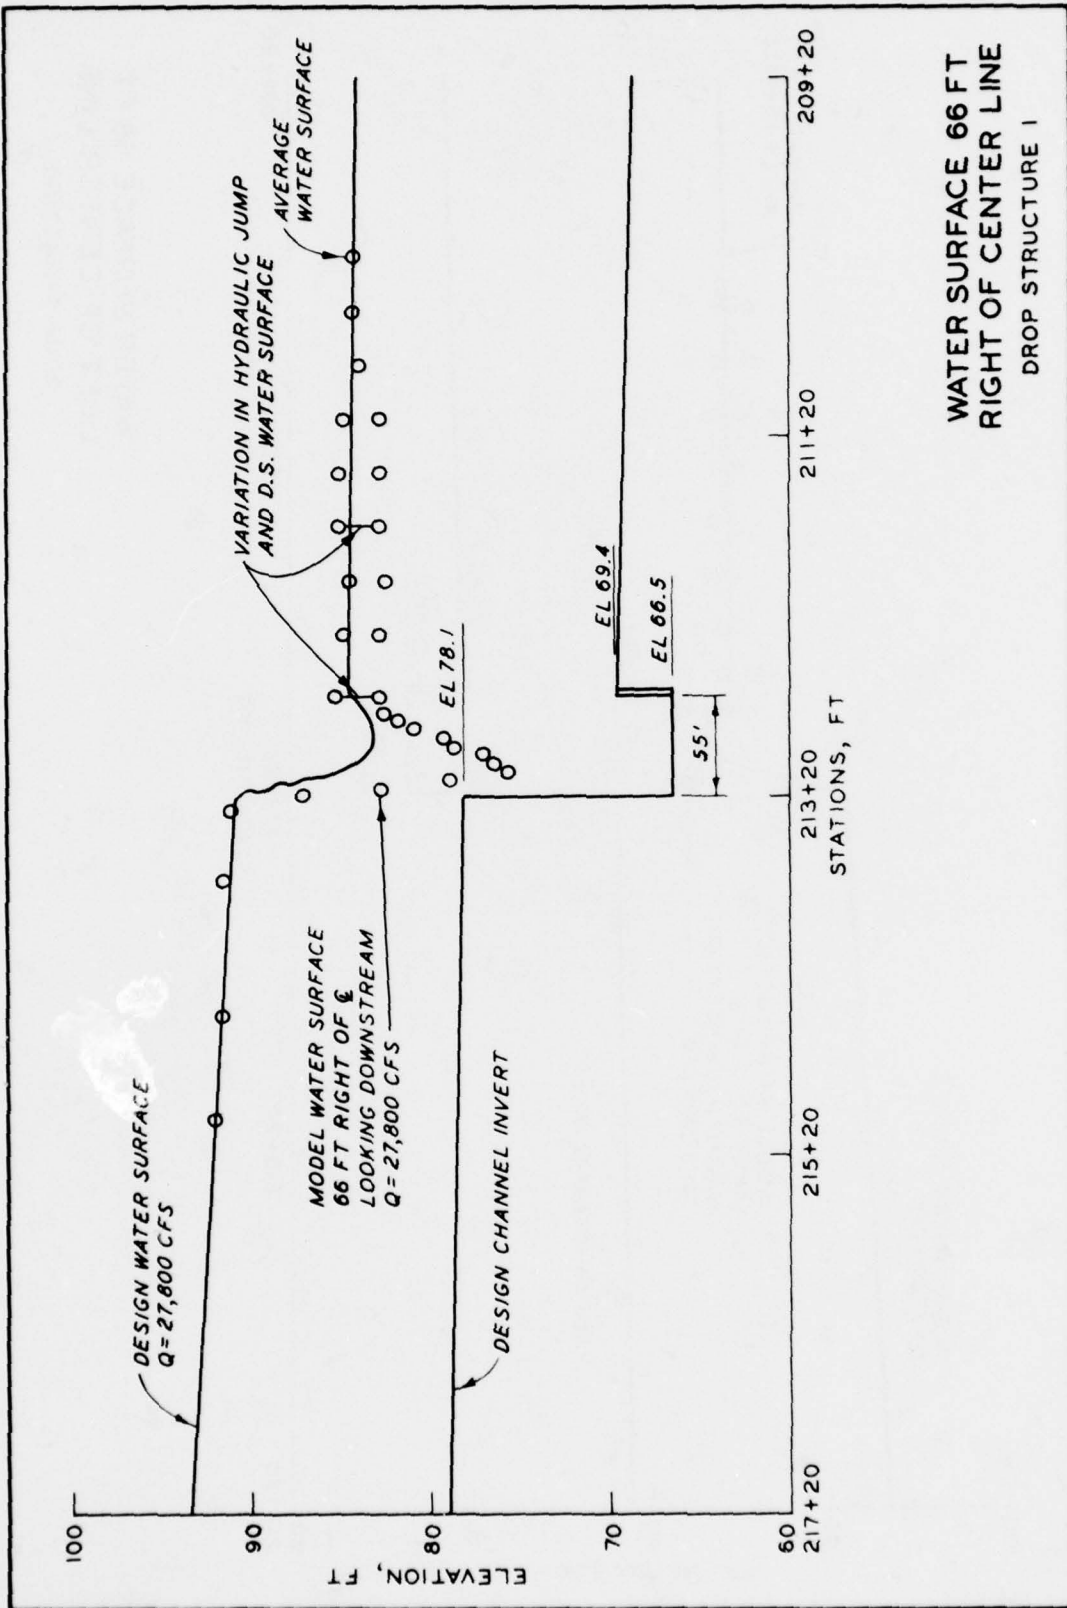 DESIGN WATER SURFACE
Q = 27,800 CFS
VARIATION IN HYDRAULIC JUMP
AND D.S. WATER SURFACE
AVERAGE
WATER SURFACE
MODEL WATER SURFACE
66 FT RIGHT OF ℄
LOOKING DOWNSTREAM
Q = 27,800 CFS
EL 78.1
DESIGN CHANNEL INVERT
EL 69.4
EL 66.5
55'
ELEVATION, FT
100
90
80
70
60
217+20
215+20
213+20
211+20
209+20
STATIONS, FT
WATER SURFACE 66 FT
RIGHT OF CENTER LINE
DROP STRUCTURE 1